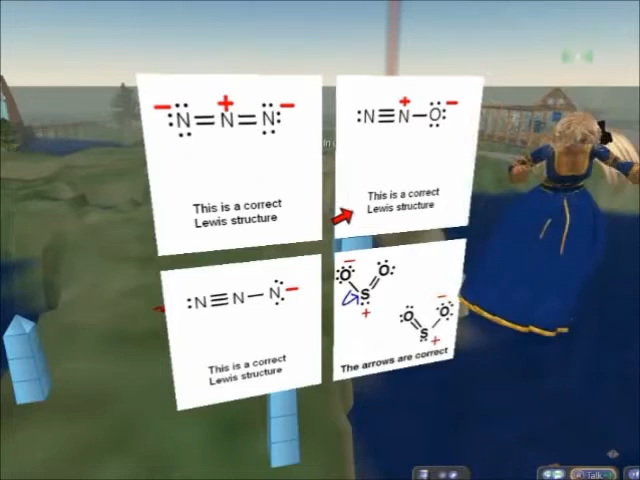 − + −
:N=N=N:
This is a correct
Lewis structure
+ −
:N≡N−O:
This is a correct
Lewis structure
:N≡N−N: −
This is a correct
Lewis structure
− :O O:
S
+
O O −
S +
The arrows are correct
Talk